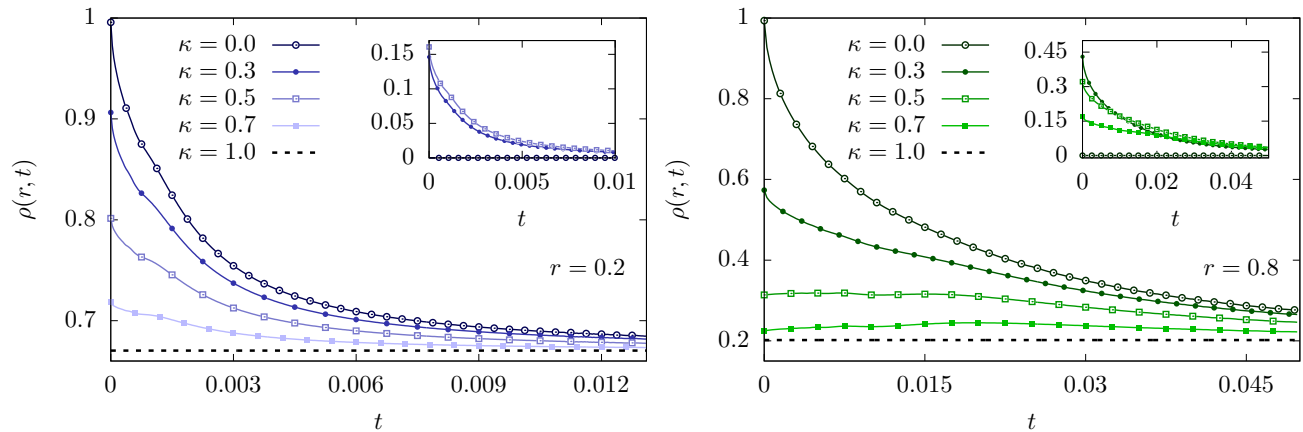 1
0.9
0.8
0.7
ρ(r, t)
0
0.003
0.006
0.009
0.012
t
κ = 0.0
κ = 0.3
κ = 0.5
κ = 0.7
κ = 1.0
0.15
0.1
0.05
0
0
0.005
0.01
t
r = 0.2
1
0.8
0.6
0.4
0.2
ρ(r, t)
0
0.015
0.03
0.045
t
κ = 0.0
κ = 0.3
κ = 0.5
κ = 0.7
κ = 1.0
0.45
0.3
0.15
0
0
0.02
0.04
t
r = 0.8